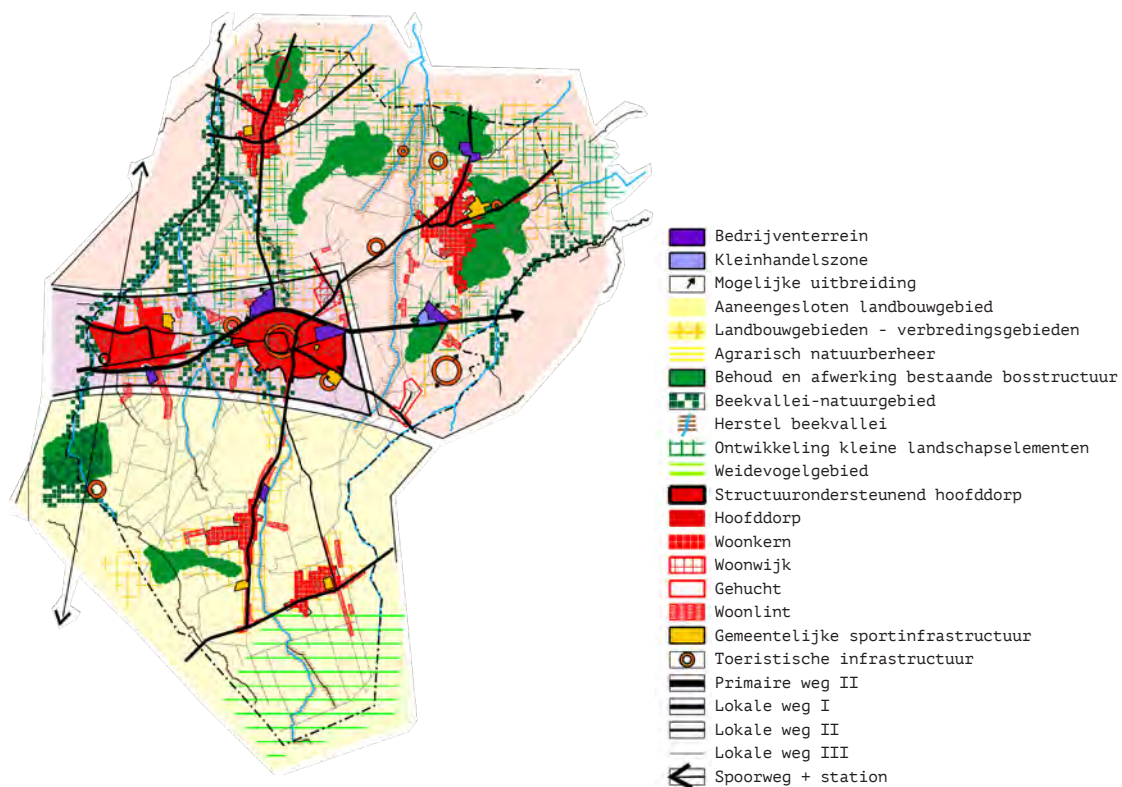 Bedrijventerrein
Kleinhandelszone
Mogelijke uitbreiding
Aaneengesloten landbouwgebied
Landbouwgebieden - verbredingsgebieden
Agrarisch natuurberheer
Behoud en afwerking bestaande bosstructuur
Beekvallei-natuurgebied
Herstel beekvallei
Ontwikkeling kleine landschapselementen
Weidevogelgebied
Structuurondersteunend hoofddorp
Hoofddorp
Woonkern
Woonwijk
Gehucht
Woonlint
Gemeentelijke sportinfrastructuur
Toeristische infrastructuur
Primaire weg II
Lokale weg I
Lokale weg II
Lokale weg III
Spoorweg + station